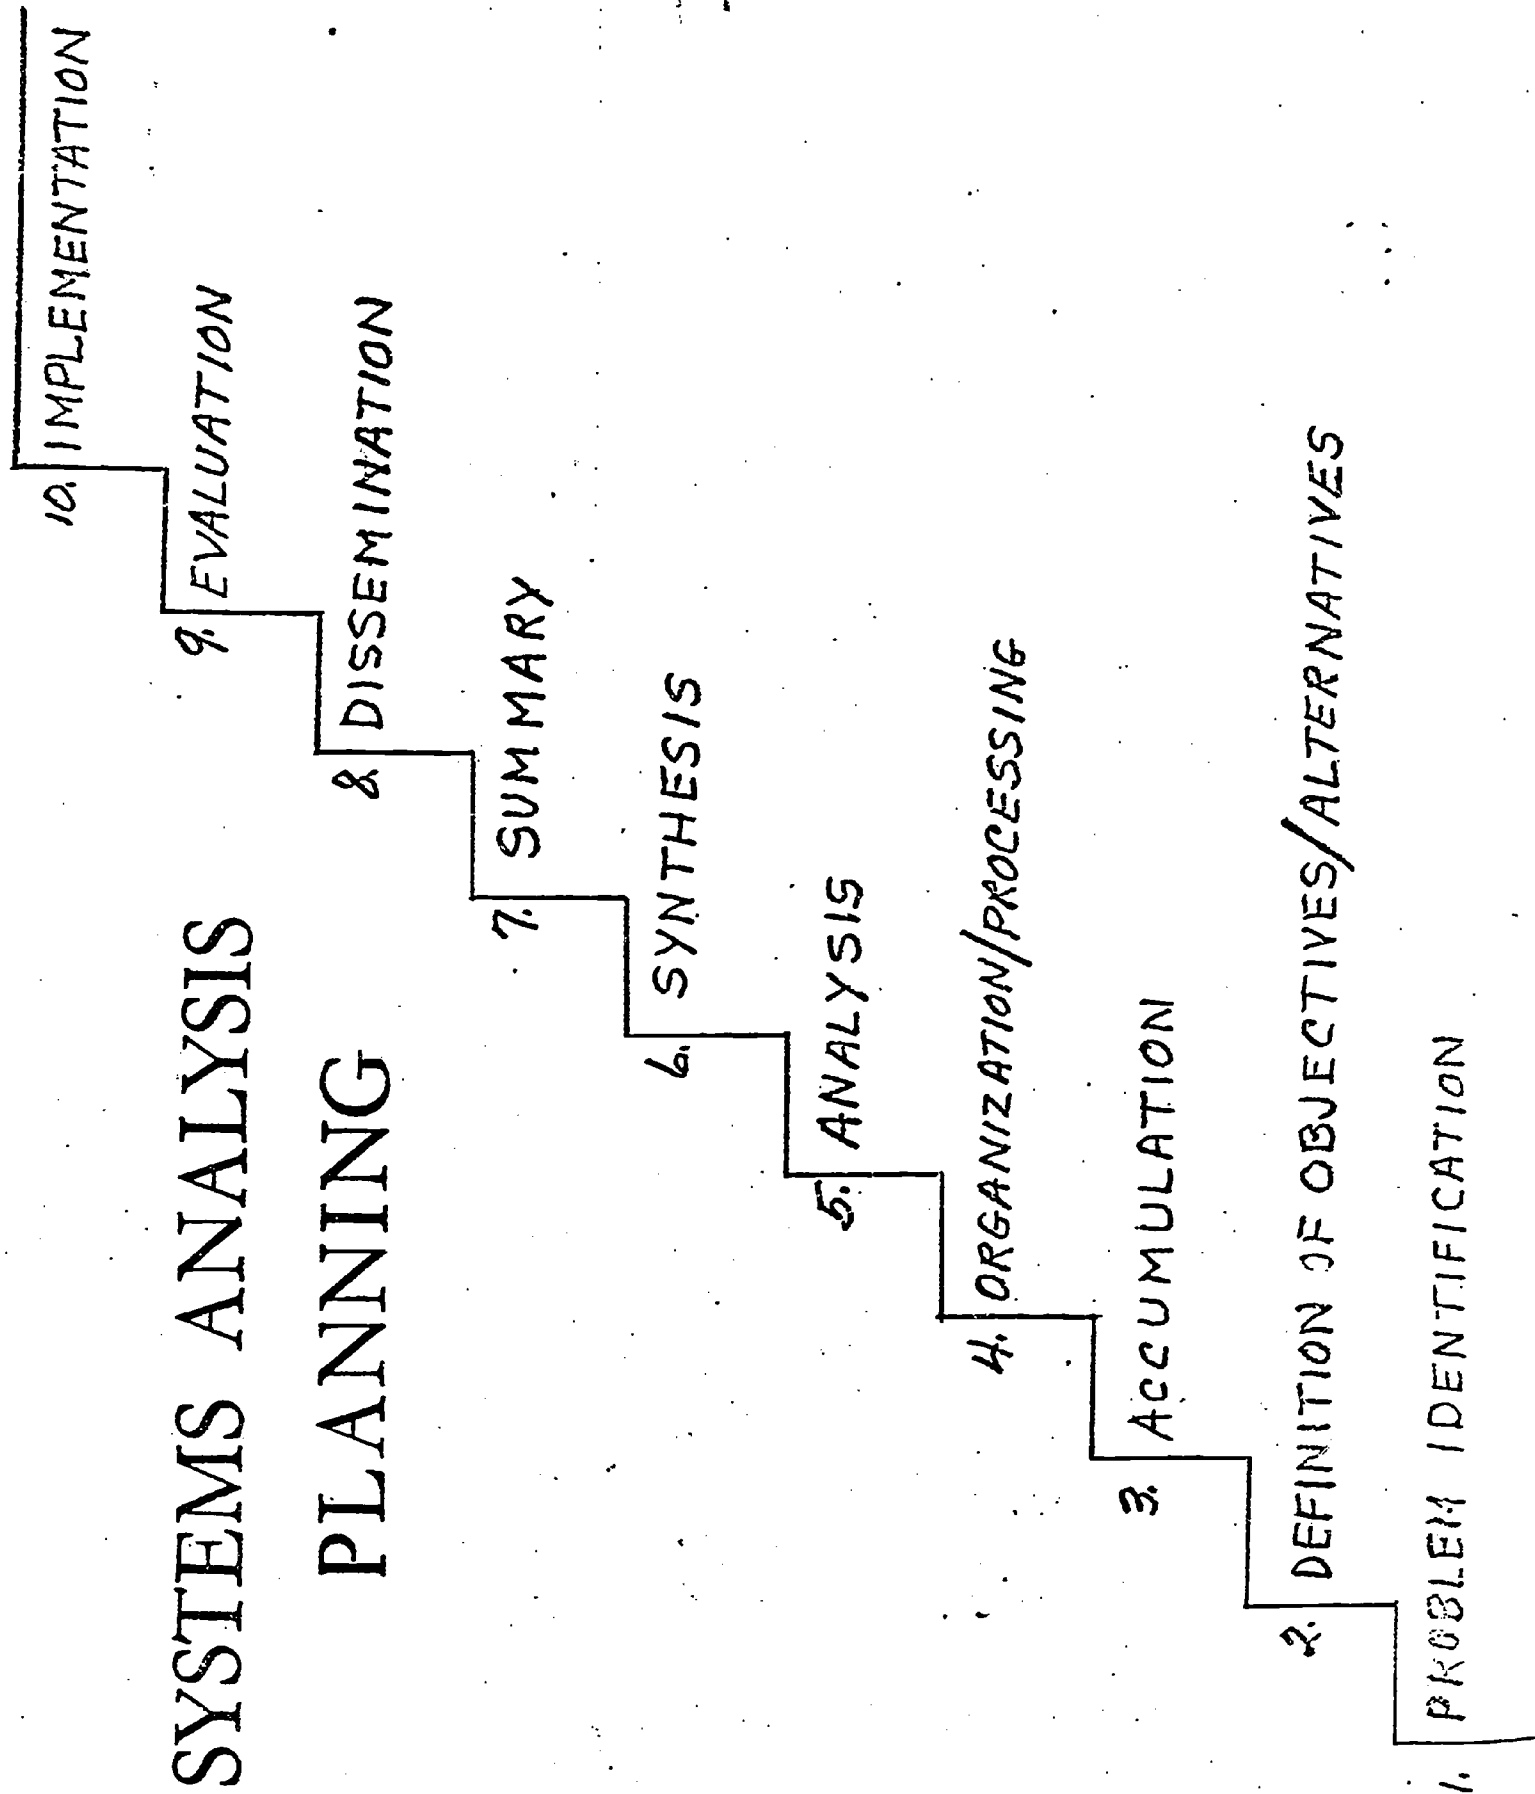 SYSTEMS ANALYSIS
PLANNING
10. IMPLEMENTATION
9. EVALUATION
8. DISSEMINATION
7. SUMMARY
6. SYNTHESIS
5. ANALYSIS
4. ORGANIZATION/PROCESSING
3. ACCUMULATION
2. DEFINITION OF OBJECTIVES/ALTERNATIVES
1. PROBLEM IDENTIFICATION